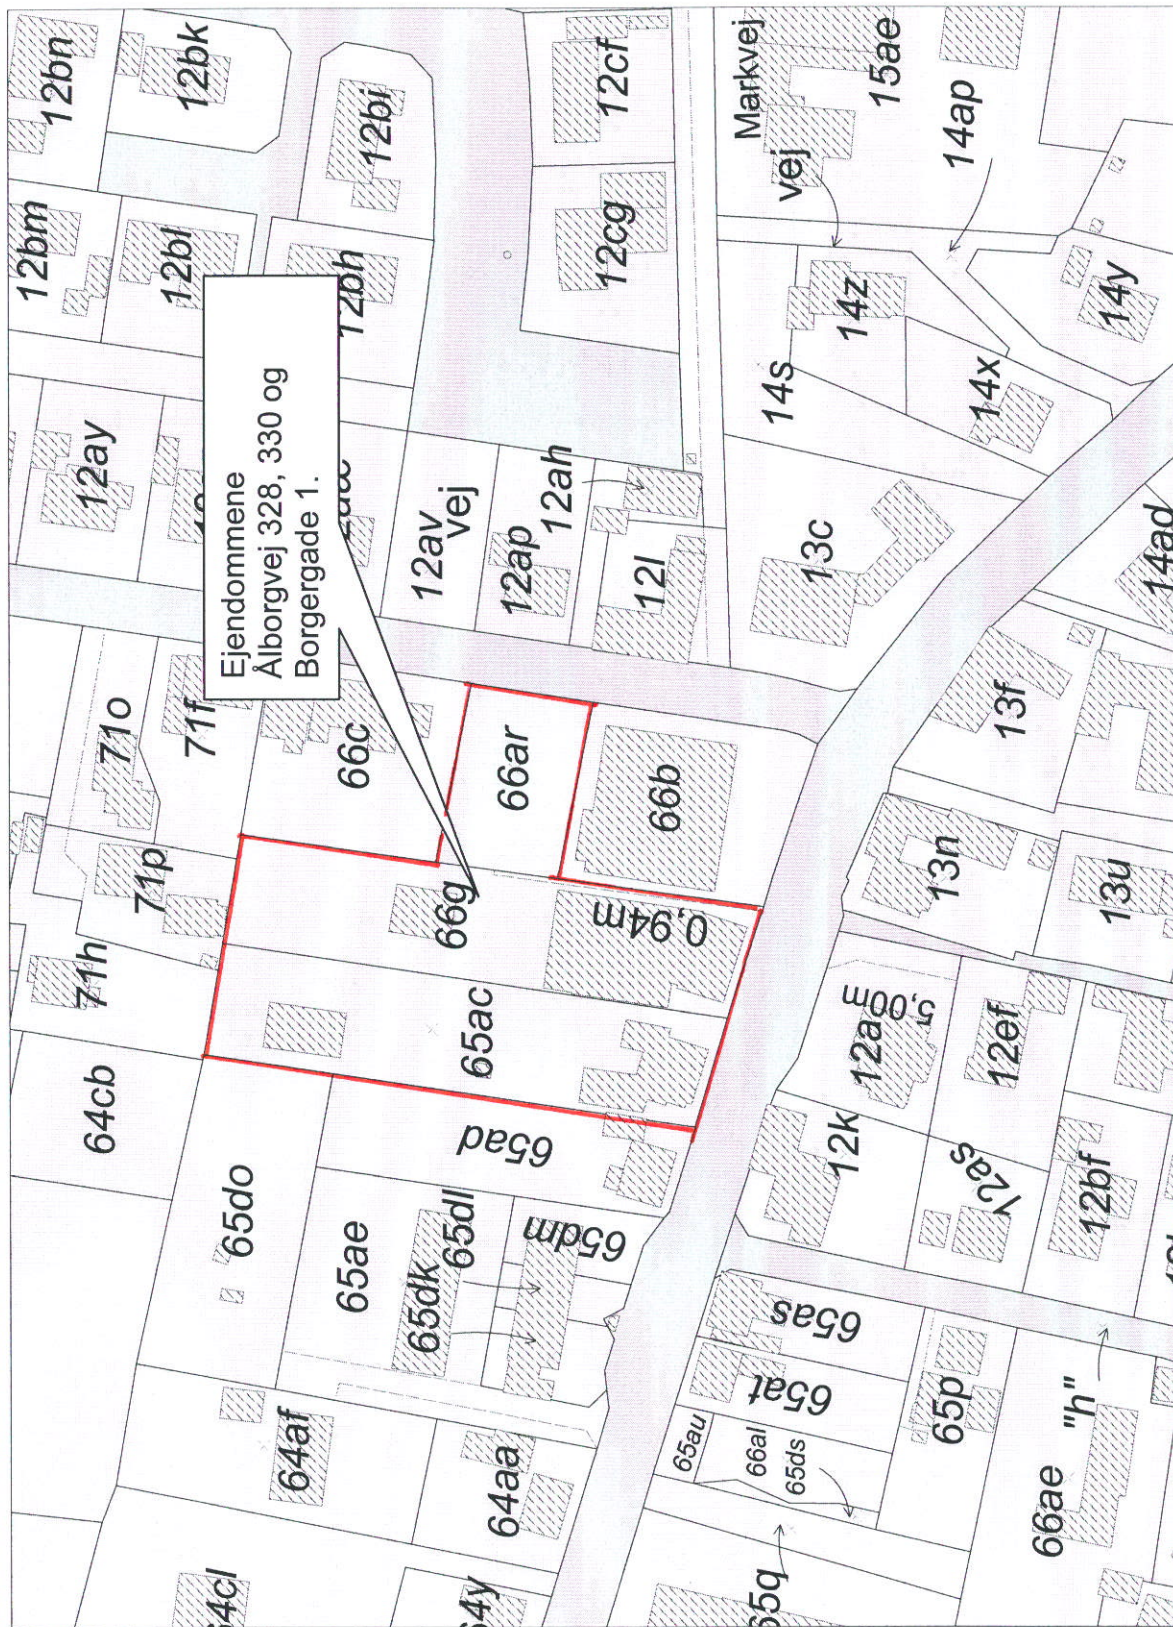 Ejendommene
Ålborgvej 328, 330 og
Borgergade 1.
12bn
12bk
12bi
12cf
Markvej
15ae
14ap
vej
12bm
12bl
12bh
12cg
14z
14y
14s
14x
12ay
12av
vej
12ap
12ah
12l
13c
14ad
71o
71f
66c
66ar
66b
13f
71p
66g
0,94m
13n
13u
71h
65ac
12a
5,00m
12ef
64cb
65ad
12k
12as
12bf
65do
65ae
65dl
65dk
65dm
65as
65at
65p
"h"
64af
64aa
65au
66al
65ds
66ae
65q